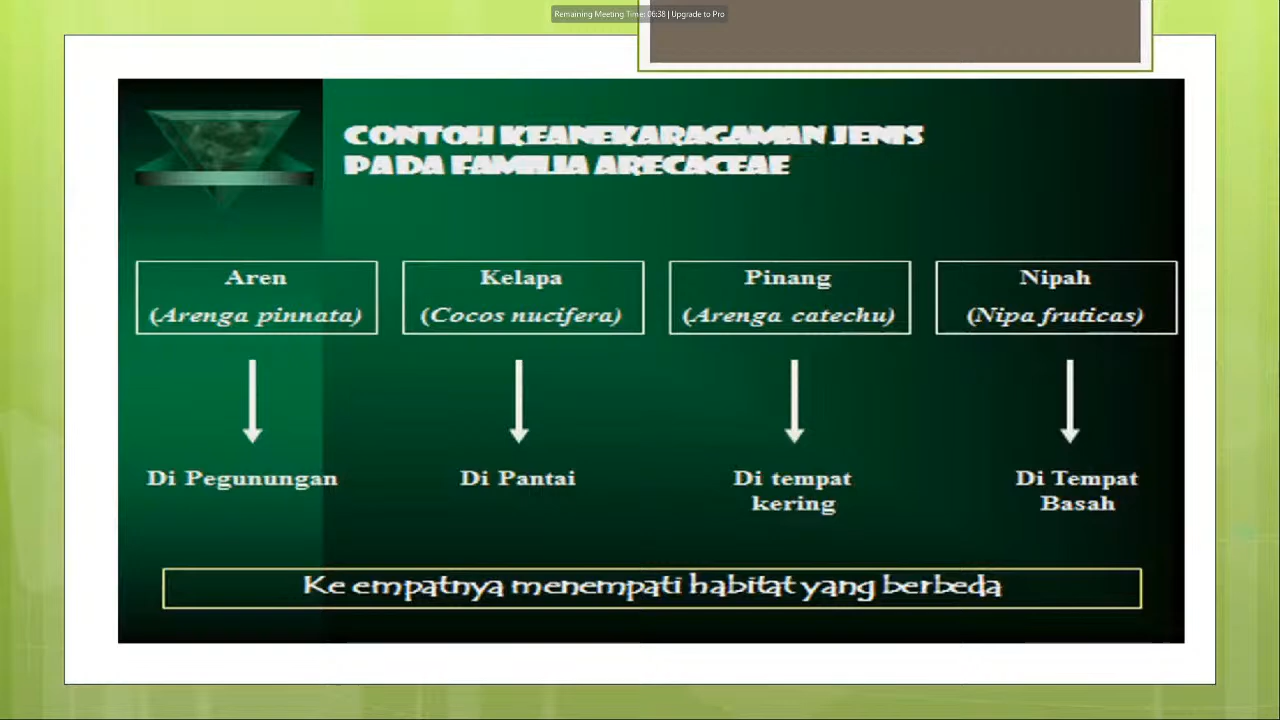 Remaining Meeting Time: 06:38 | Upgrade to Pro
CONTOH KEANEKARAGAMAN JENIS
PADA FAMILIA ARECACEAE
Aren
(Arenga pinnata)
Kelapa
(Cocos nucifera)
Pinang
(Arenga catechu)
Nipah
(Nipa fruticas)
Di Pegunungan
Di Pantai
Di tempat
kering
Di Tempat
Basah
Ke empatnya menempati habitat yang berbeda